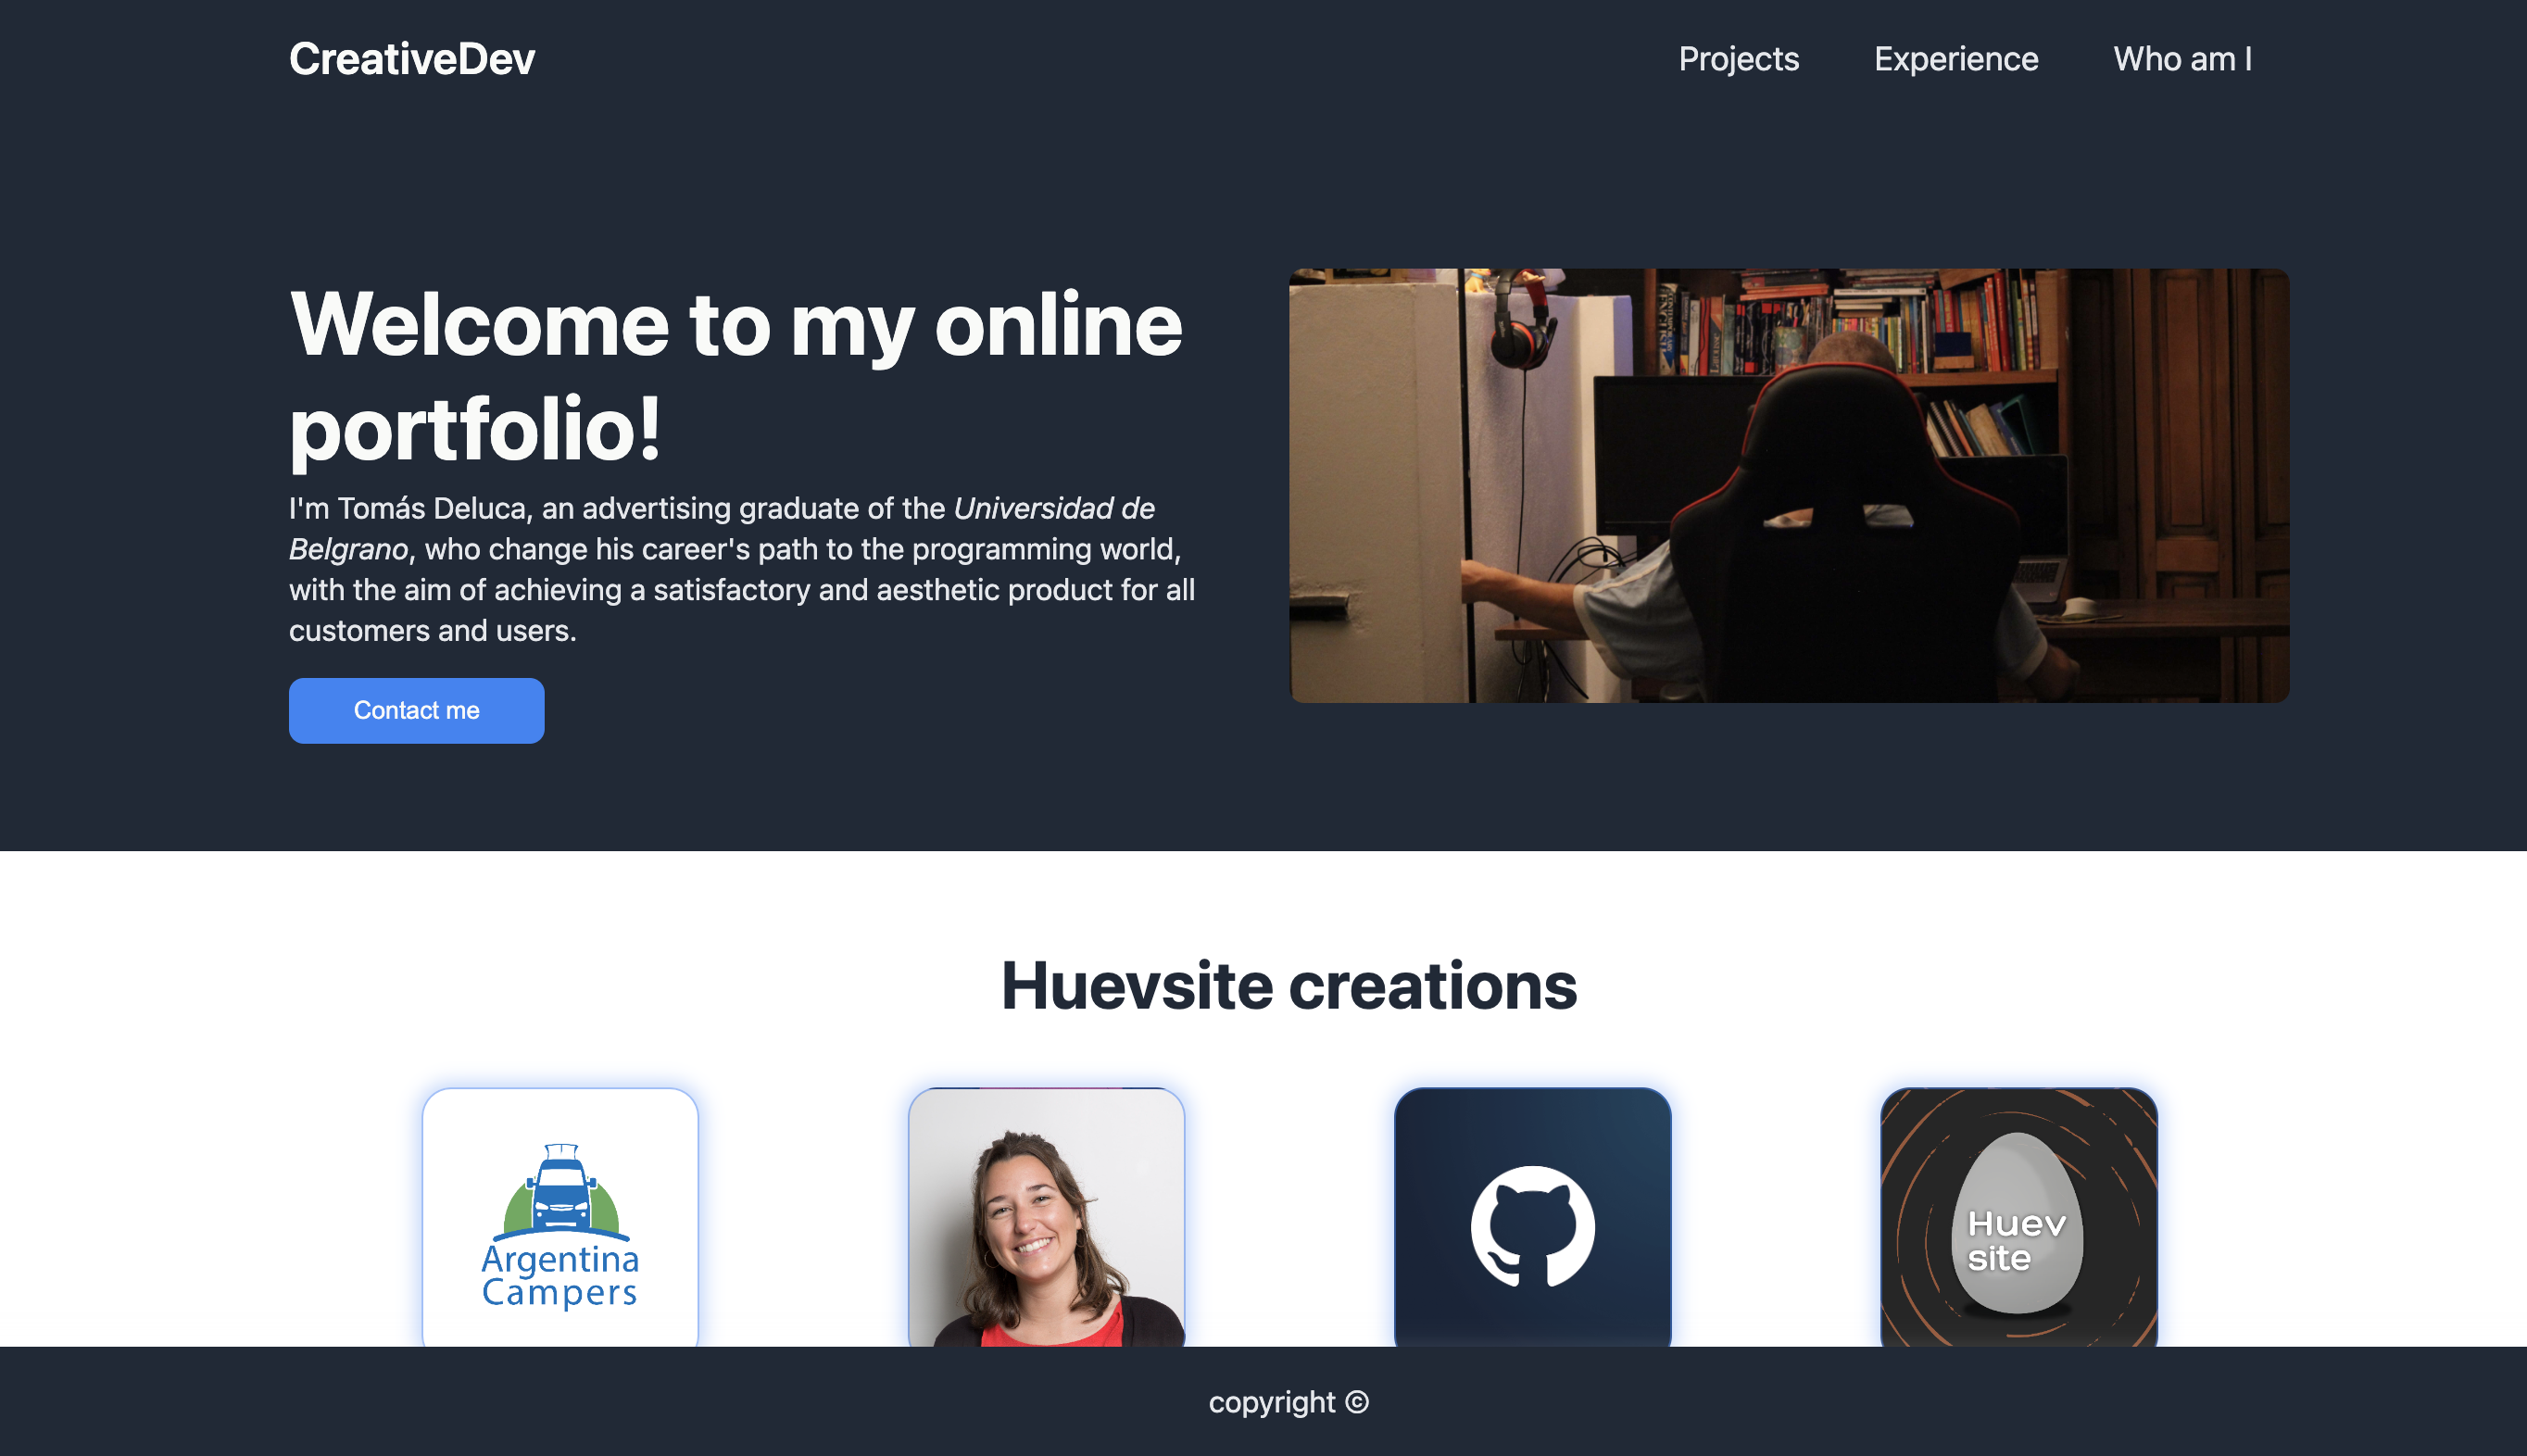 CreativeDev
Projects
Experience
Who am I
Welcome to my online
portfolio!
I'm Tomás Deluca, an advertising graduate of the Universidad de
Belgrano, who change his career's path to the programming world,
with the aim of achieving a satisfactory and aesthetic product for all
customers and users.
Contact me
Huevsite creations
Argentina
Campers
Huev
site
copyright ©